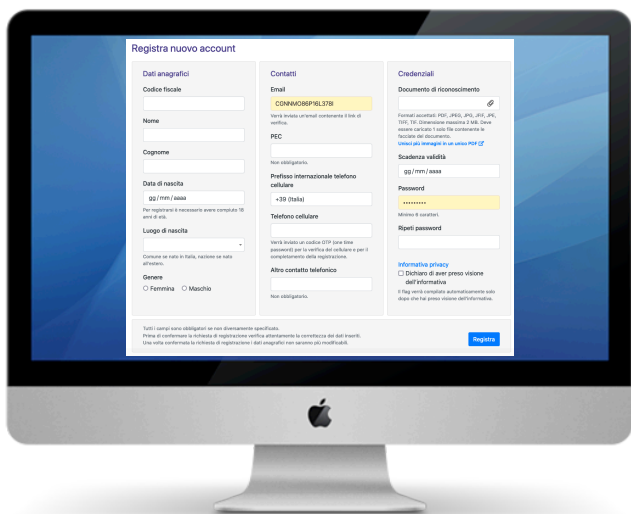 Registra nuovo account
Dati anagrafici
Codice fiscale
Nome
Cognome
Data di nascita
gg/mm/aaaa
Per registrarsi è necessario avere compiuto 18
anni di età.
Luogo di nascita
Comune se nato in Italia, nazione se nato
all'estero.
Genere
Femmina
Maschio
Contatti
Email
CGNNMO86P16L378I
Verrà inviata un'email contenente il link di
verifica.
PEC
Non obbligatorio.
Prefisso internazionale telefono
cellulare
+39 (Italia)
Telefono cellulare
Verrà inviato un codice OTP (one time
password) per la verifica del cellulare e per il
completamento della registrazione.
Altro contatto telefonico
Non obbligatorio.
Credenziali
Documento di riconoscimento
Formati accettati: PDF, JPEG, JPG, JFIF, JPE,
TIFF, TIF. Dimensione massima 2 MB. Deve
essere caricato 1 solo file contenente le
facciate del documento.
Unisci più immagini in un unico PDF
Scadenza validità
gg/mm/aaaa
Password
•••••••••
Minimo 8 caratteri.
Ripeti password
Informativa privacy
Dichiaro di aver preso visione
dell'informativa
Il flag verrà compilato automaticamente solo
dopo che hai preso visione dell'informativa.
Tutti i campi sono obbligatori se non diversamente specificato.
Prima di confermare la richiesta di registrazione verifica attentamente la correttezza dei dati inseriti.
Una volta confermata la richiesta di registrazione i dati anagrafici non saranno più modificabili.
Registra